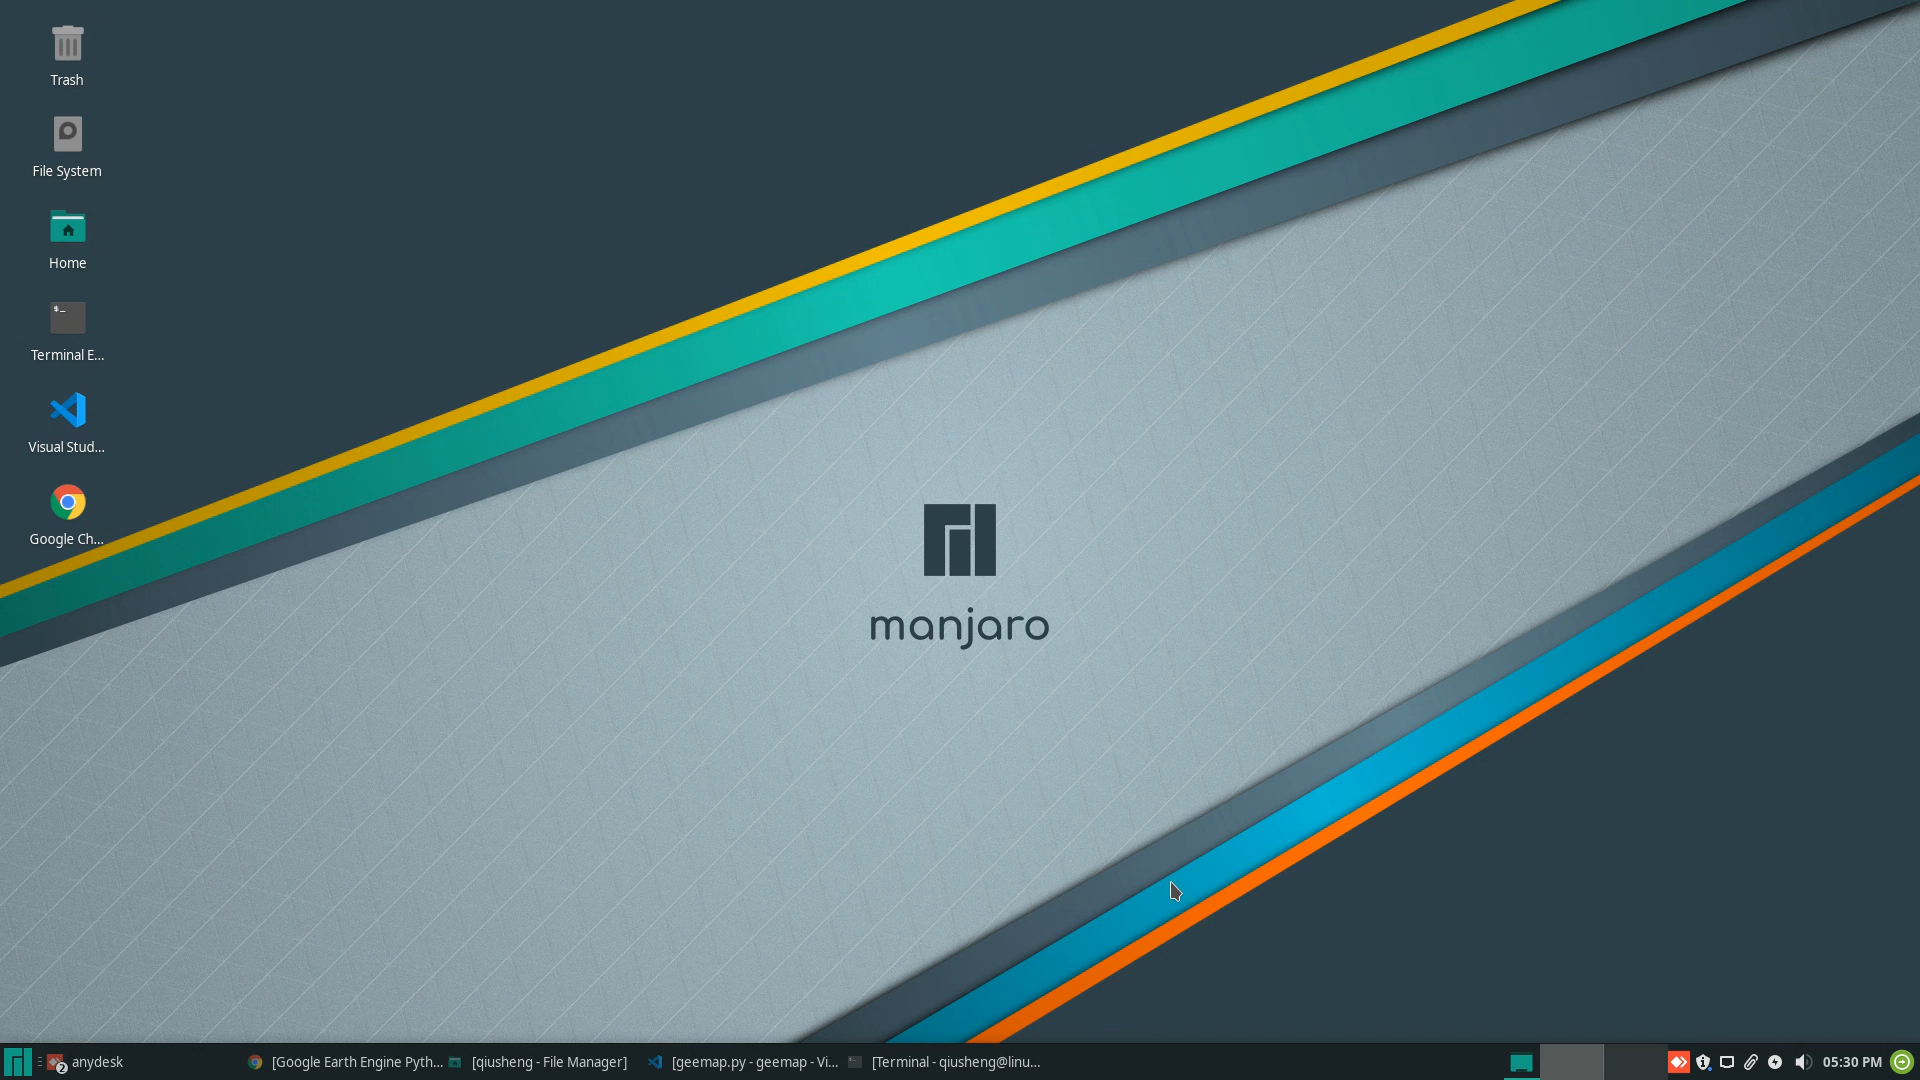 Trash
File System
Home
$_
Terminal E...
Visual Stud...
Google Ch...
manjaro
2 anydesk
[Google Earth Engine Pyth...
[qiusheng - File Manager]
[geemap.py - geemap - Vi...
[Terminal - qiusheng@linu...
05:30 PM